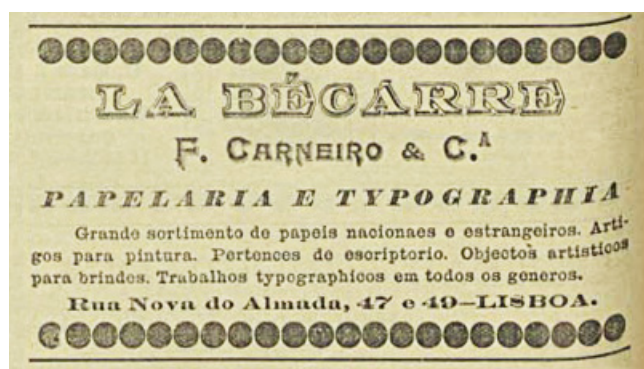 LA BÉCARRE
F. CARNEIRO & C.A
PAPELARIA E TYPOGRAPHIA
Grande sortimento de papeis nacionaes e estrangeiros. Arti-
gos para pintura. Pertences de escriptorio. Objectos artisticos
para brindes. Trabalhos typographicos em todos os generos.
Rua Nova do Almada, 47 e 49—LISBOA.